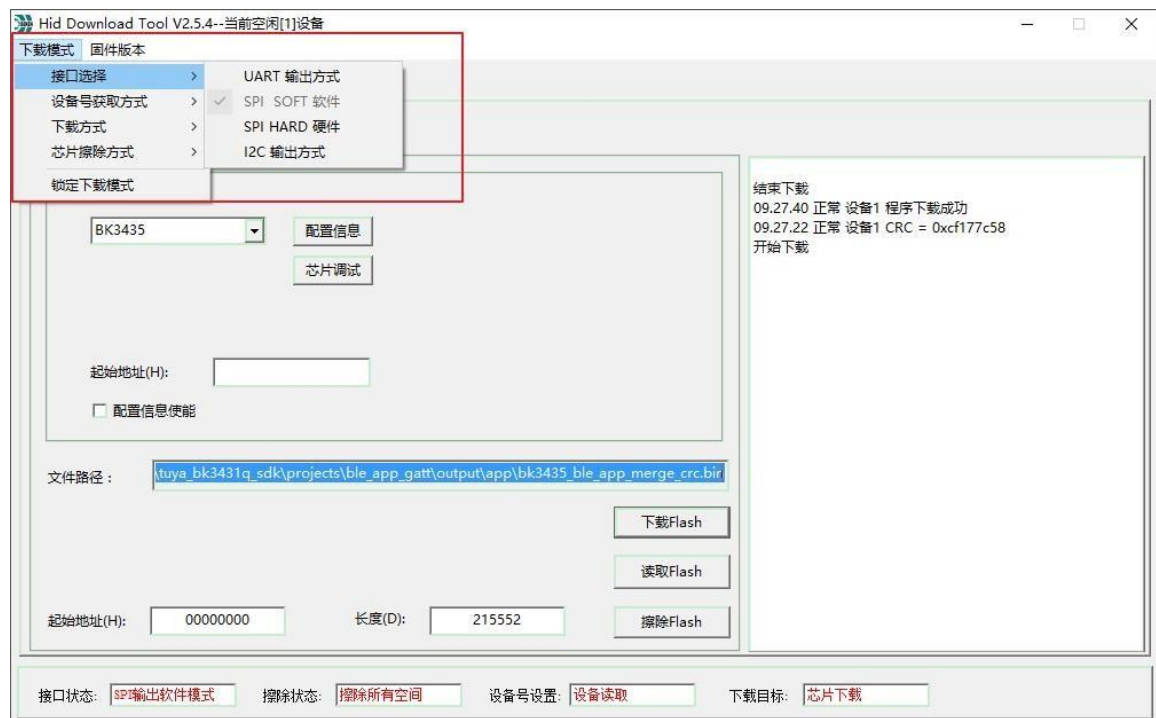 Hid Download Tool V2.5.4--当前空闲[1]设备
下载模式 固件版本
接口选择 > UART 输出方式
设备号获取方式 > ✓ SPI SOFT 软件
下载方式 > SPI HARD 硬件
芯片擦除方式 > I2C 输出方式
锁定下载模式
结束下载
09.27.40 正常 设备1 程序下载成功
09.27.22 正常 设备1 CRC = 0xcf177c58
开始下载
BK3435 配置信息
芯片调试
起始地址(H):
配置信息使能
文件路径： \tuya_bk3431q_sdk\projects\ble_app_gatt\output\app\bk3435_ble_app_merge_crc.bin
下载Flash
读取Flash
起始地址(H): 00000000 长度(D): 215552 擦除Flash
接口状态: SPI输出软件模式 擦除状态: 擦除所有空间 设备号设置: 设备读取 下载目标: 芯片下载